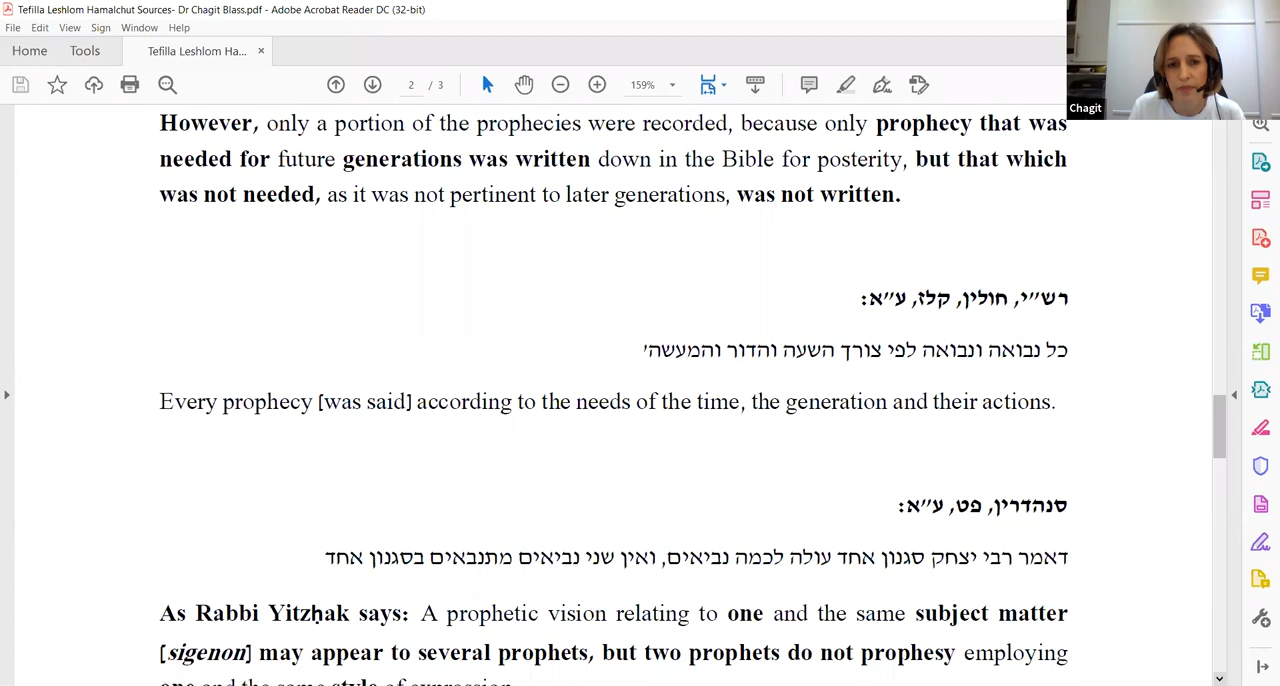 Tefilla Leshlom Hamalchut Sources- Dr Chagit Blass.pdf - Adobe Acrobat Reader DC (32-bit)
File Edit View Sign Window Help
Home Tools Tefilla Leshlom Ha... ×
2 / 3 159%
Chagit
However, only a portion of the prophecies were recorded, because only prophecy that was
needed for future generations was written down in the Bible for posterity, but that which
was not needed, as it was not pertinent to later generations, was not written.
רש״י, חולין, קלז, ע״א:
כל נבואה ונבואה לפי צורך השעה והדור והמעשה'
Every prophecy [was said] according to the needs of the time, the generation and their actions.
סנהדרין, פט, ע״א:
דאמר רבי יצחק סגנון אחד עולה לכמה נביאים, ואין שני נביאים מתנבאים בסגנון אחד
As Rabbi Yitzḥak says: A prophetic vision relating to one and the same subject matter
[sigenon] may appear to several prophets, but two prophets do not prophesy employing
one and the same style of expression.